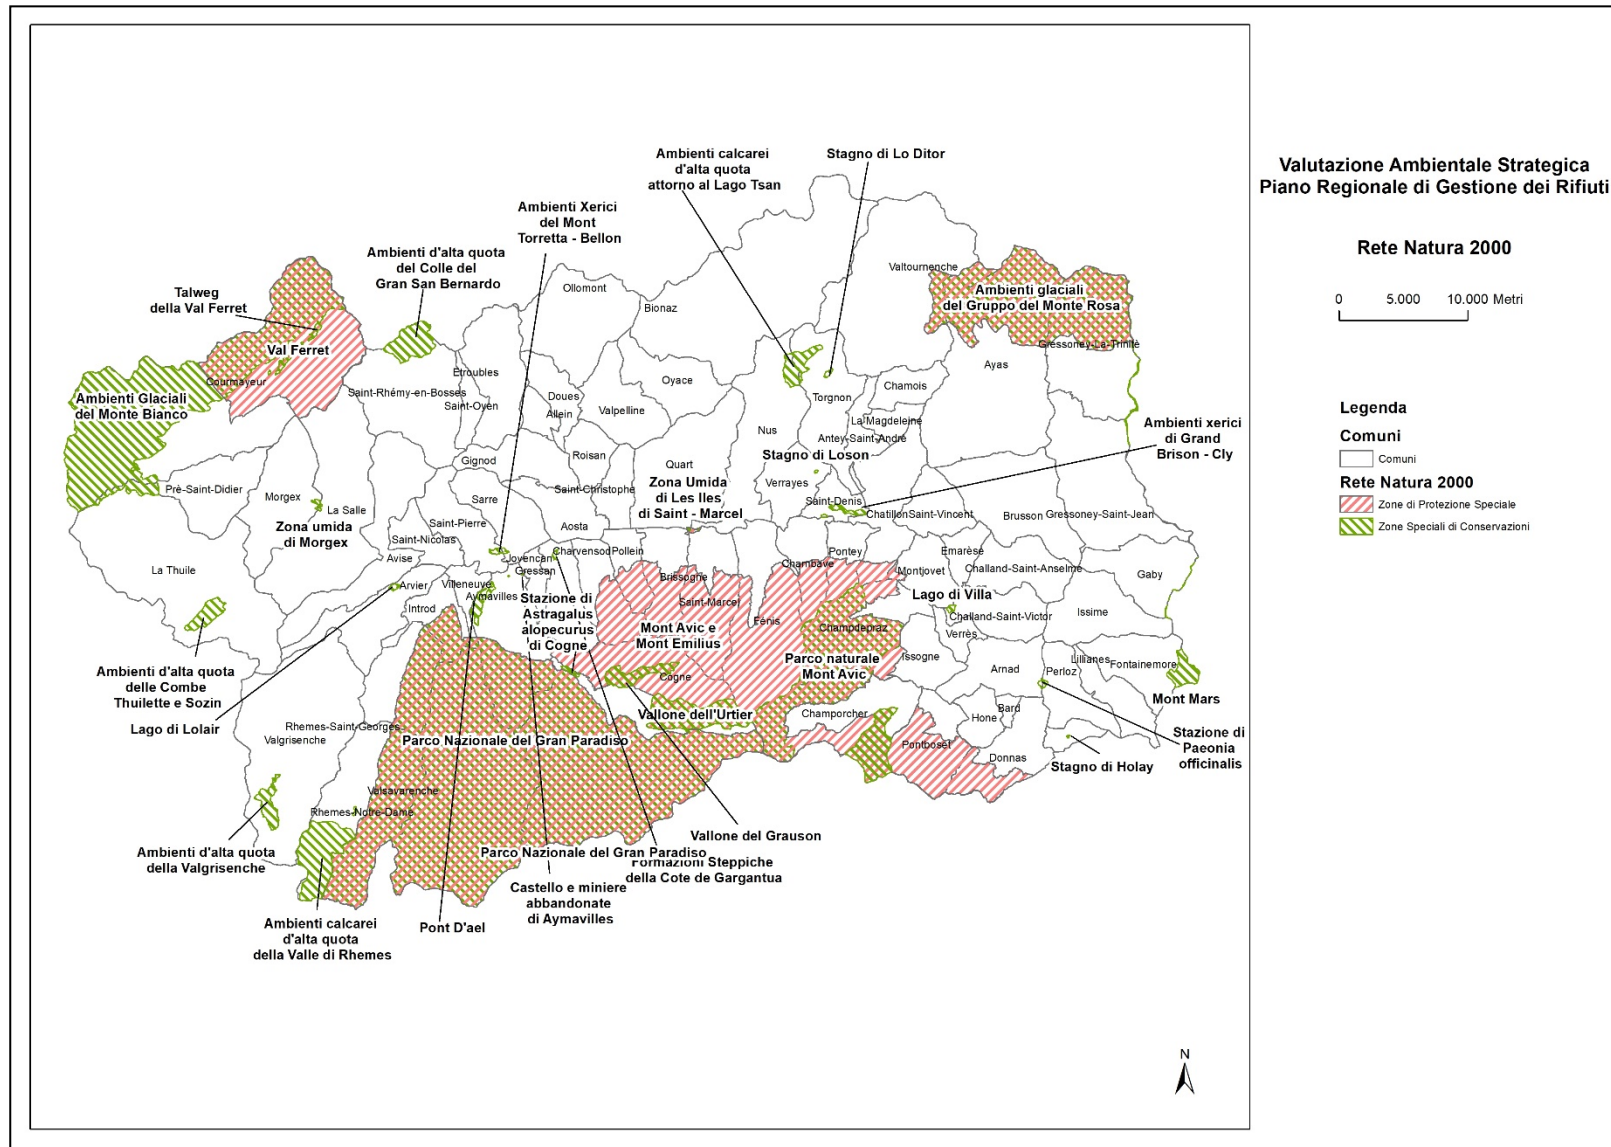 Valutazione Ambientale Strategica
Piano Regionale di Gestione dei Rifiuti
Rete Natura 2000
0 5.000 10.000 Metri
Legenda
Comuni
Comuni
Rete Natura 2000
Zone di Protezione Speciale
Zone Speciali di Conservazioni
Ambienti calcarei
d'alta quota
attorno al Lago Tsan
Stagno di Lo Ditor
Ambienti Xerici
del Mont
Torretta - Bellon
Ambienti d'alta quota
del Colle del
Gran San Bernardo
Talweg
della Val Ferret
Val Ferret
Courmayeur
Ambienti Glaciali
del Monte Bianco
Ollomont
Bionaz
Valtournenche
Ambienti glaciali
del Gruppo del Monte Rosa
Gressoney-La-Trinitè
Ayas
Etroubles
Saint-Rhémy-en-Bosses
Saint-Oyen
Doues
Allein
Valpelline
Oyace
Chamois
Torgnon
La-Magdeleine
Antey-Saint-Andrè
Nus
Stagno di Loson
Ambienti xerici
di Grand
Brison - Cly
Gignod
Roisan
Quart
Zona Umida
di Les Iles
di Saint - Marcel
Verrayes
Saint-Denis
Chatillon
Saint-Vincent
Brusson
Gressoney-Saint-Jean
Prè-Saint-Didier
Morgex
La Salle
Zona umida
di Morgex
Sarre
Saint-Christophe
Aosta
Saint-Pierre
Saint-Nicolas
Avise
Jovencan
Gressan
Charvensod
Pollein
Brissogne
Chambave
Pontey
Montjovet
Emarèse
Challand-Saint-Anselme
Gaby
La Thuile
Arvier
Villeneuve
Aymavilles
Introd
Stazione di
Astragalus
alopecurus
di Cogne
Saint-Marcel
Mont Avic e
Mont Emilius
Fénis
Champdepraz
Lago di Villa
Challand-Saint-Victor
Issime
Verrès
Issogne
Parco naturale
Mont Avic
Arnad
Perloz
Lillianes
Fontainemore
Mont Mars
Ambienti d'alta quota
delle Combe
Thuilette e Sozin
Lago di Lolair
Cogne
Vallone dell'Urtier
Champorcher
Hone
Bard
Pontboset
Donnas
Stazione di
Paeonia
officinalis
Stagno di Holay
Rhemes-Saint-Georges
Valgrisenche
Parco Nazionale del Gran Paradiso
Valsavarenche
Rhemes-Notre-Dame
Ambienti d'alta quota
della Valgrisenche
Vallone del Grauson
Parco Nazionale del Gran Paradiso
Formazioni Steppiche
della Cote de Gargantua
Castello e miniere
abbandonate
di Aymavilles
Pont D'ael
Ambienti calcarei
d'alta quota
della Valle di Rhemes
N